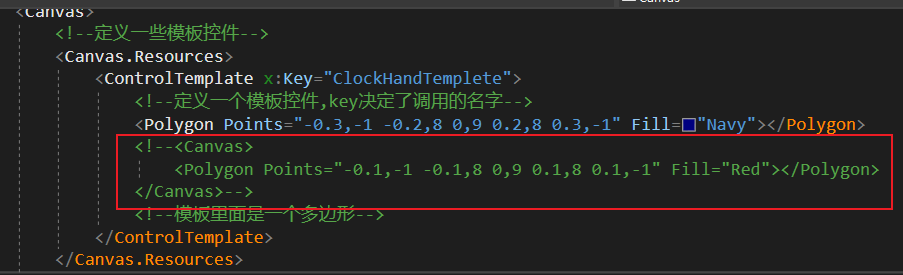 <Canvas>
<!--定义一些模板控件-->
<Canvas.Resources>
<ControlTemplate x:Key="ClockHandTemplete">
<!--定义一个模板控件,key决定了调用的名字-->
<Polygon Points="-0.3,-1 -0.2,8 0,9 0.2,8 0.3,-1" Fill="Navy"></Polygon>
<!--<Canvas>
<Polygon Points="-0.1,-1 -0.1,8 0,9 0.1,8 0.1,-1" Fill="Red"></Polygon>
</Canvas>-->
<!--模板里面是一个多边形-->
</ControlTemplate>
</Canvas.Resources>